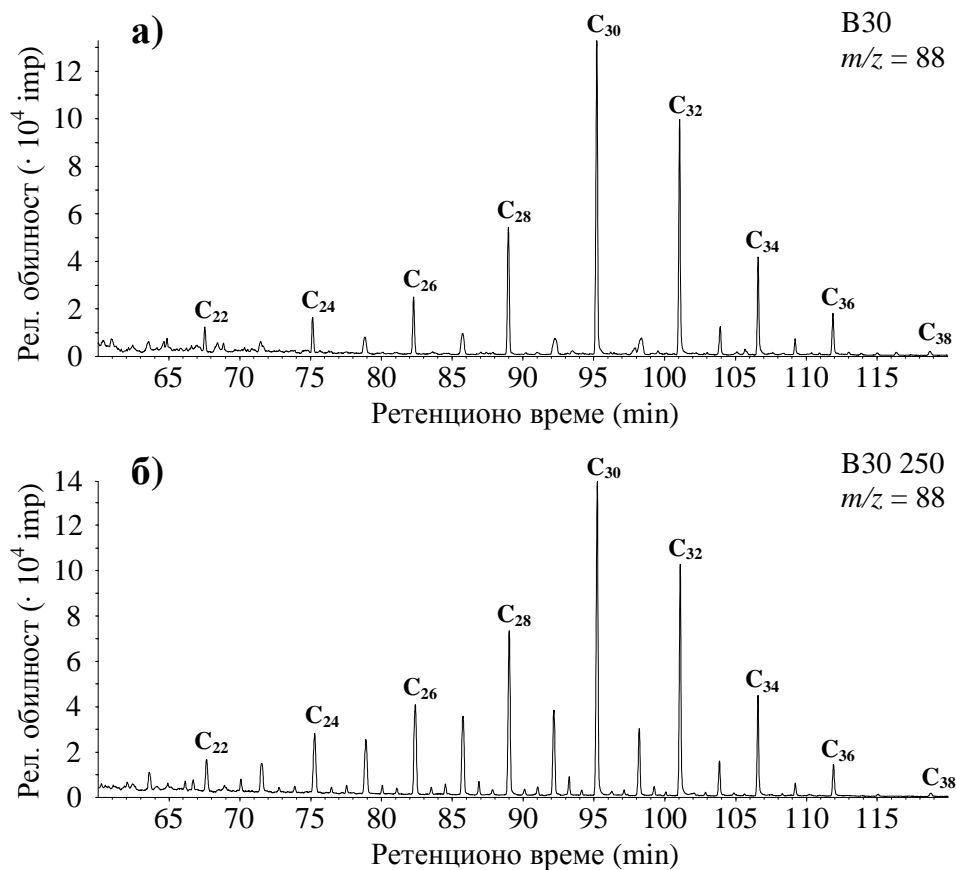 а)
B30
m/z = 88
C30
C32
C28
C34
C26
C36
C24
C22
C38
12
10
8
6
4
2
0
Рел. обилност (· 10⁴ imp)
65 70 75 80 85 90 95 100 105 110 115
Ретенционо време (min)
б)
B30 250
m/z = 88
C30
C32
C28
C34
C26
C24
C36
C22
C38
14
12
10
8
6
4
2
0
Рел. обилност (· 10⁴ imp)
65 70 75 80 85 90 95 100 105 110 115
Ретенционо време (min)